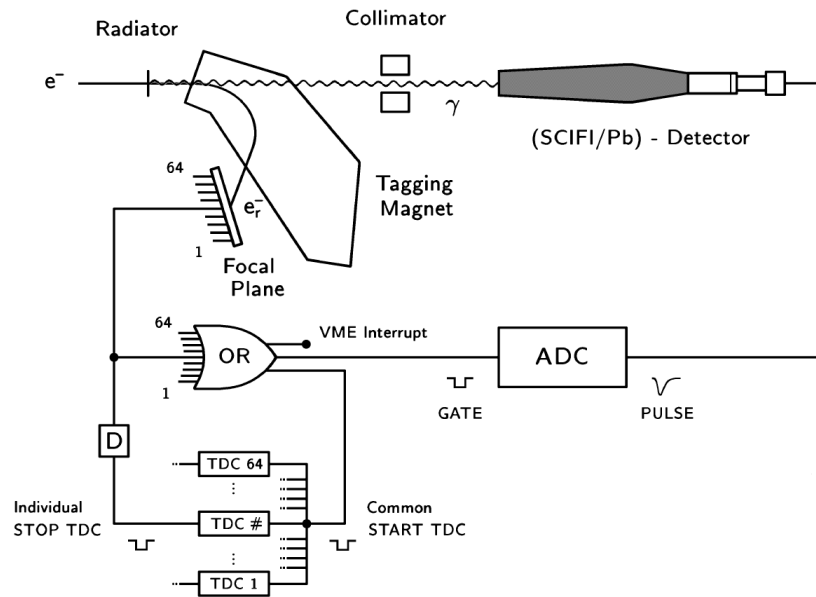 Radiator
Collimator
e⁻
γ
(SCIFI/Pb) - Detector
Tagging
Magnet
64
e⁻r
1
Focal
Plane
64
OR
VME Interrupt
1
ADC
GATE
PULSE
D
TDC 64
Individual
STOP TDC
TDC #
Common
START TDC
TDC 1